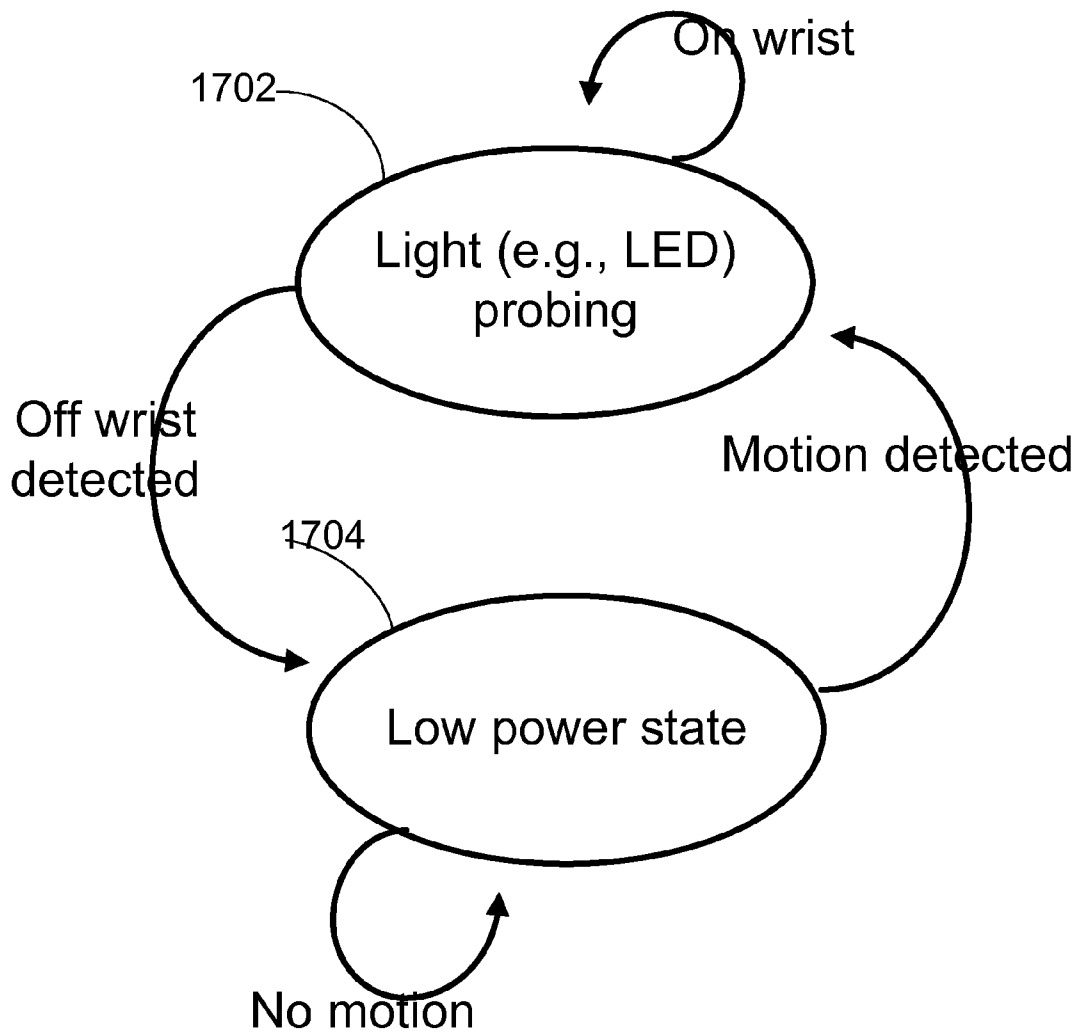 On wrist
1702
Light (e.g., LED)
probing
Off wrist
detected
Motion detected
1704
Low power state
No motion